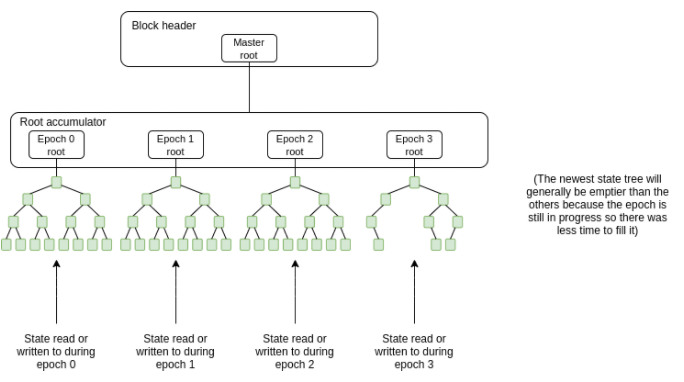 Block header
Master
root
Root accumulator
Epoch 0
root
Epoch 1
root
Epoch 2
root
Epoch 3
root
(The newest state tree will
generally be emptier than the
others because the epoch is
still in progress so there was
less time to fill it)
State read or
written to during
epoch 0
State read or
written to during
epoch 1
State read or
written to during
epoch 2
State read or
written to during
epoch 3